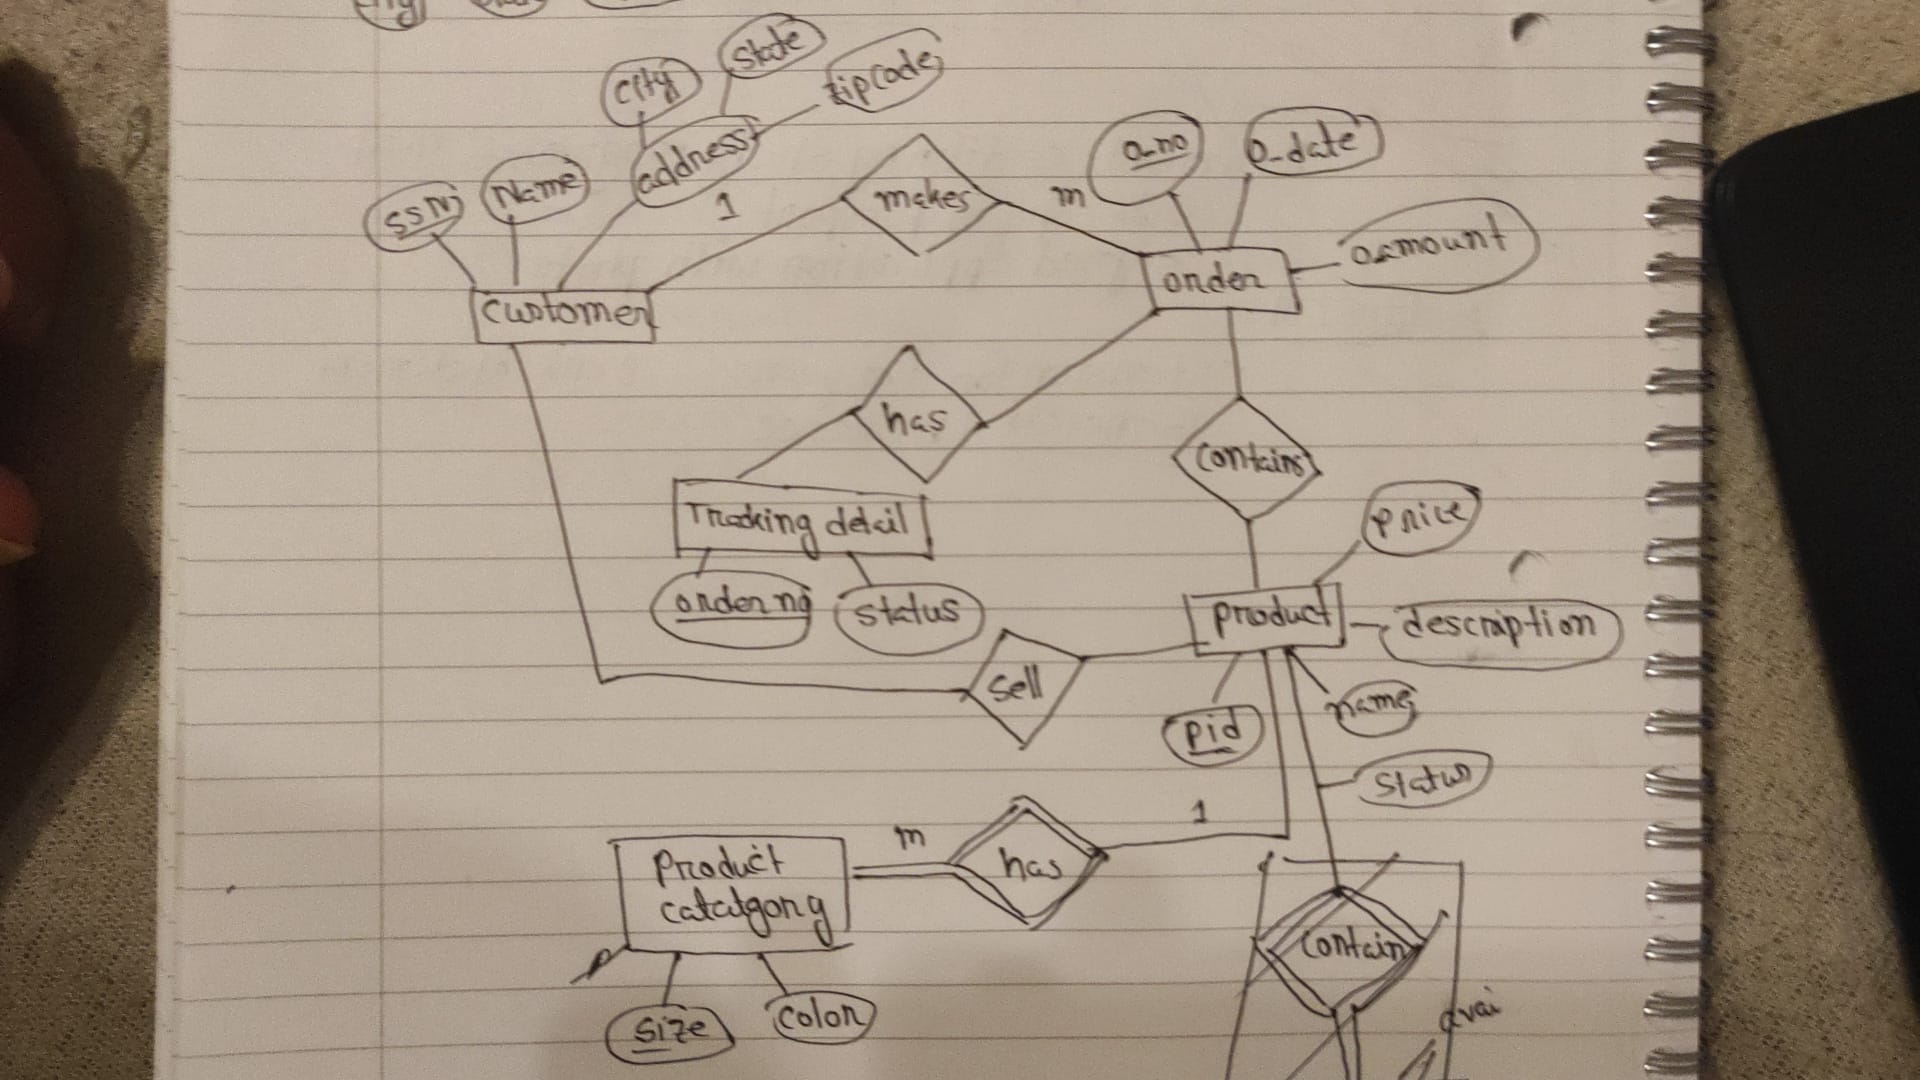 State
City
zipcode
address
SSN
Name
1
makes
m
o_no
o_date
o_amount
customer
order
has
contains
Tracking detail
order no
status
price
product
description
sell
pid
name
status
1
m
has
Product
catatgory
contain
size
color
avai